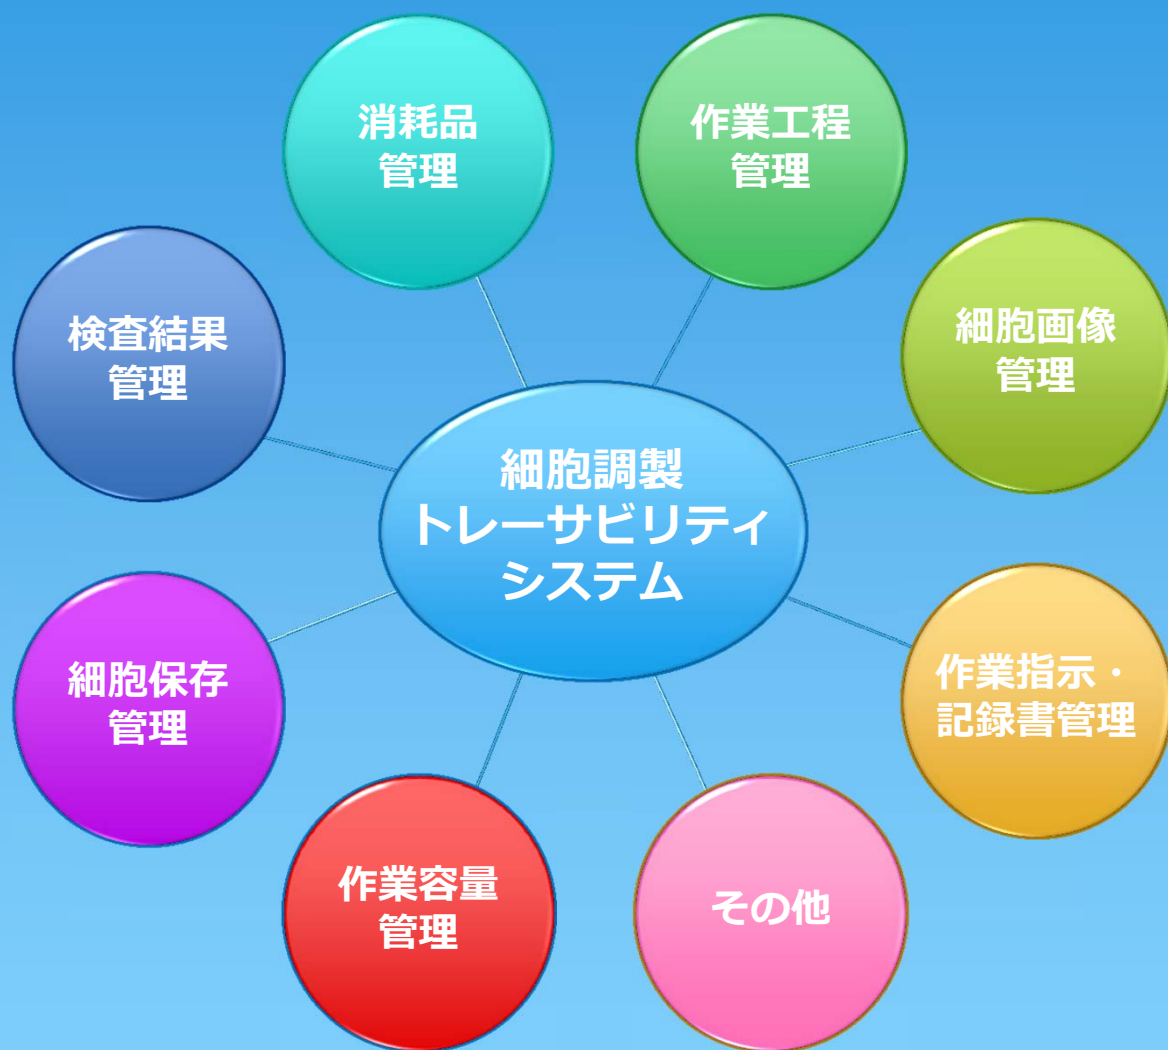 消耗品
管理
作業工程
管理
検査結果
管理
細胞画像
管理
細胞調製
トレーサビリティ
システム
細胞保存
管理
作業指示・
記録書管理
作業容量
管理
その他